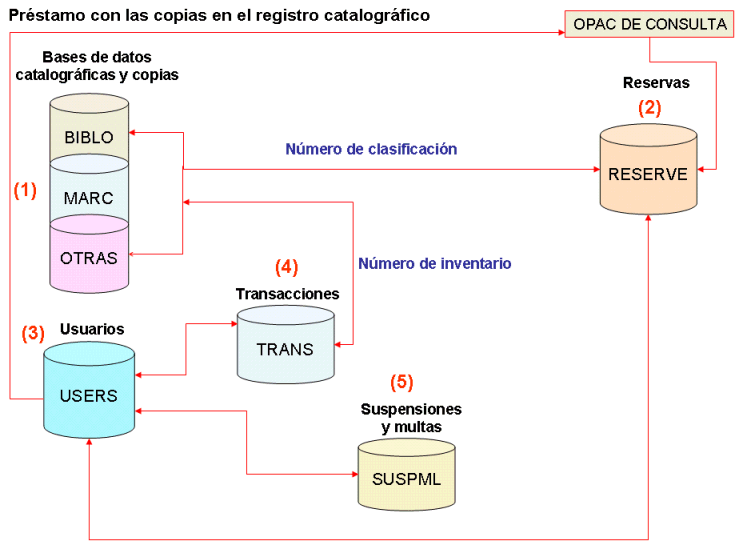 Préstamo con las copias en el registro catalográfico
OPAC DE CONSULTA
Bases de datos
catalográficas y copias
Reservas
(2)
BIBLO
Número de clasificación
RESERVE
(1)
MARC
OTRAS
Número de inventario
(4)
Transacciones
(3)
Usuarios
TRANS
USERS
(5)
Suspensiones
y multas
SUSPML